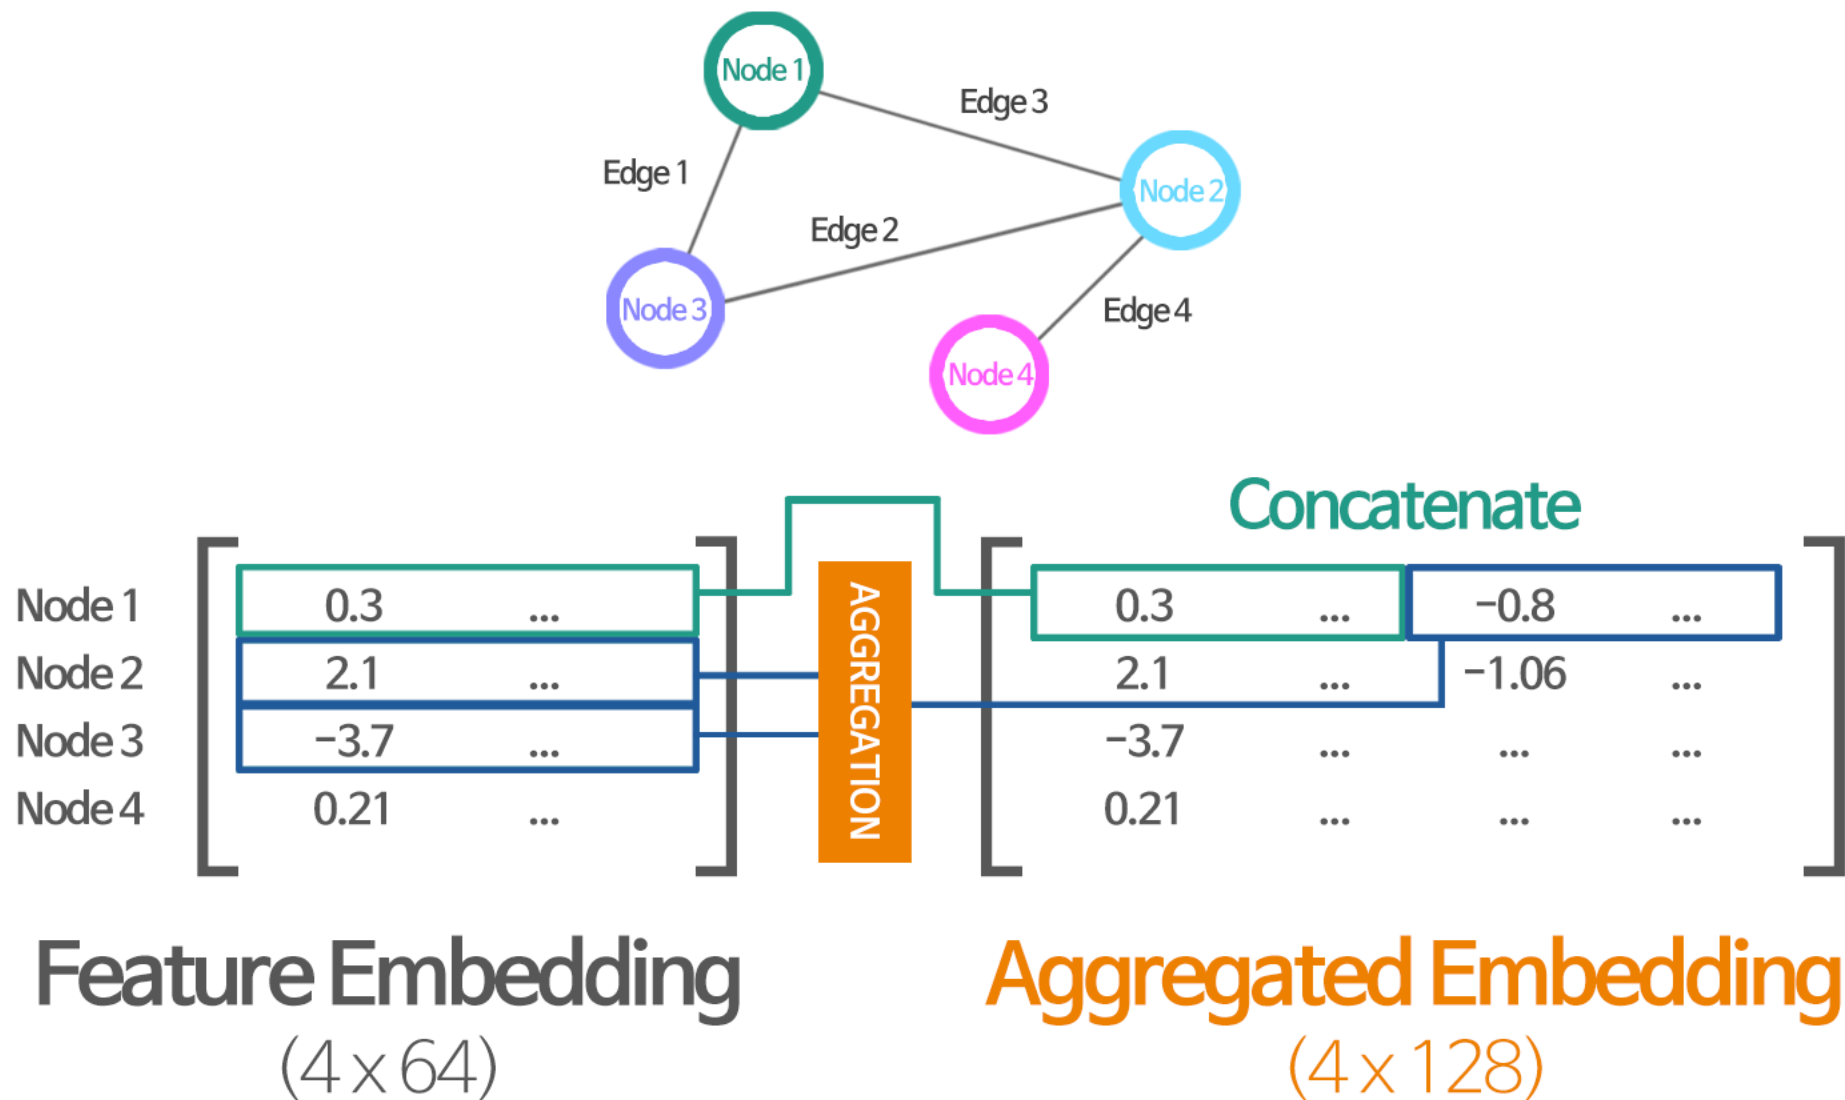 Node 1
Edge 3
Edge 1
Node 2
Edge 2
Node 3
Edge 4
Node 4
Concatenate
Node 1 0.3 ... 0.3 ... −0.8 ...
Node 2 2.1 ... 2.1 ... −1.06 ...
Node 3 −3.7 ... −3.7 ... ... ...
Node 4 0.21 ... 0.21 ... ... ...
AGGREGATION
Feature Embedding
(4 x 64)
Aggregated Embedding
(4 x 128)